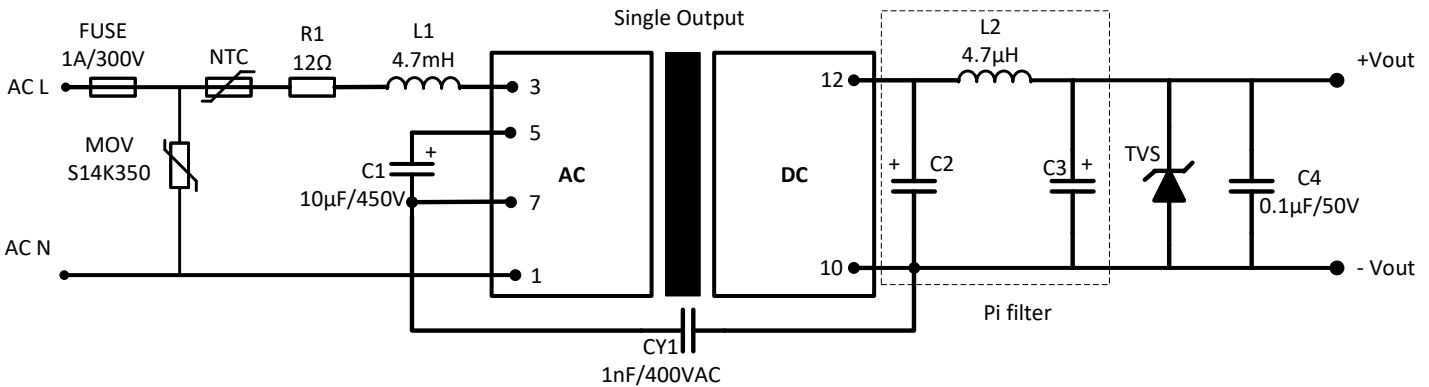 Single Output
FUSE
1A/300V
NTC
R1
12Ω
L1
4.7mH
L2
4.7µH
AC L
3
12
+Vout
5
MOV
S14K350
C1
+
10µF/450V
AC
DC
+
C2
C3
+
TVS
C4
0.1µF/50V
7
AC N
1
10
- Vout
Pi filter
CY1
1nF/400VAC